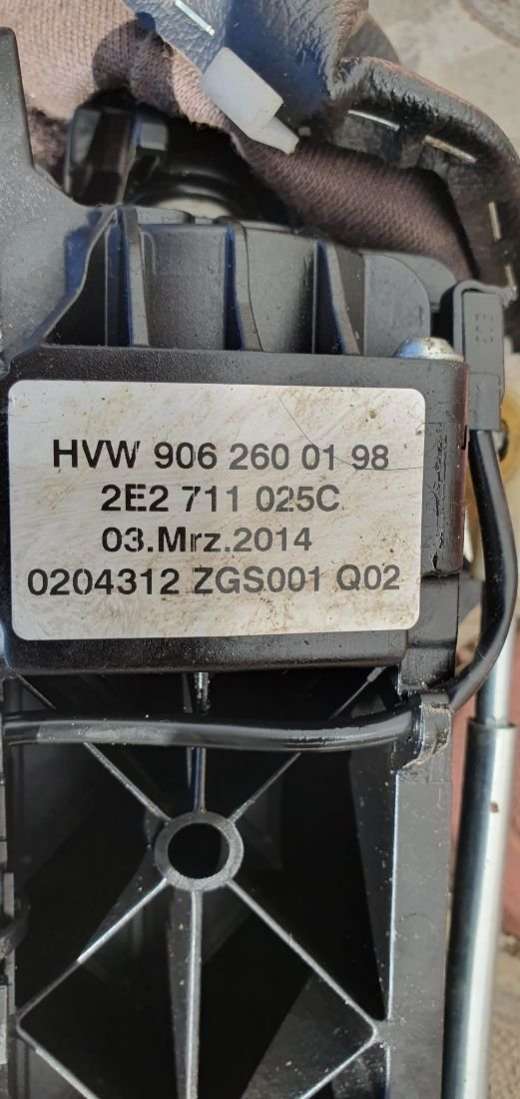 HVW 906 260 01 98
2E2 711 025C
03.Mrz.2014
0204312 ZGS001 Q02